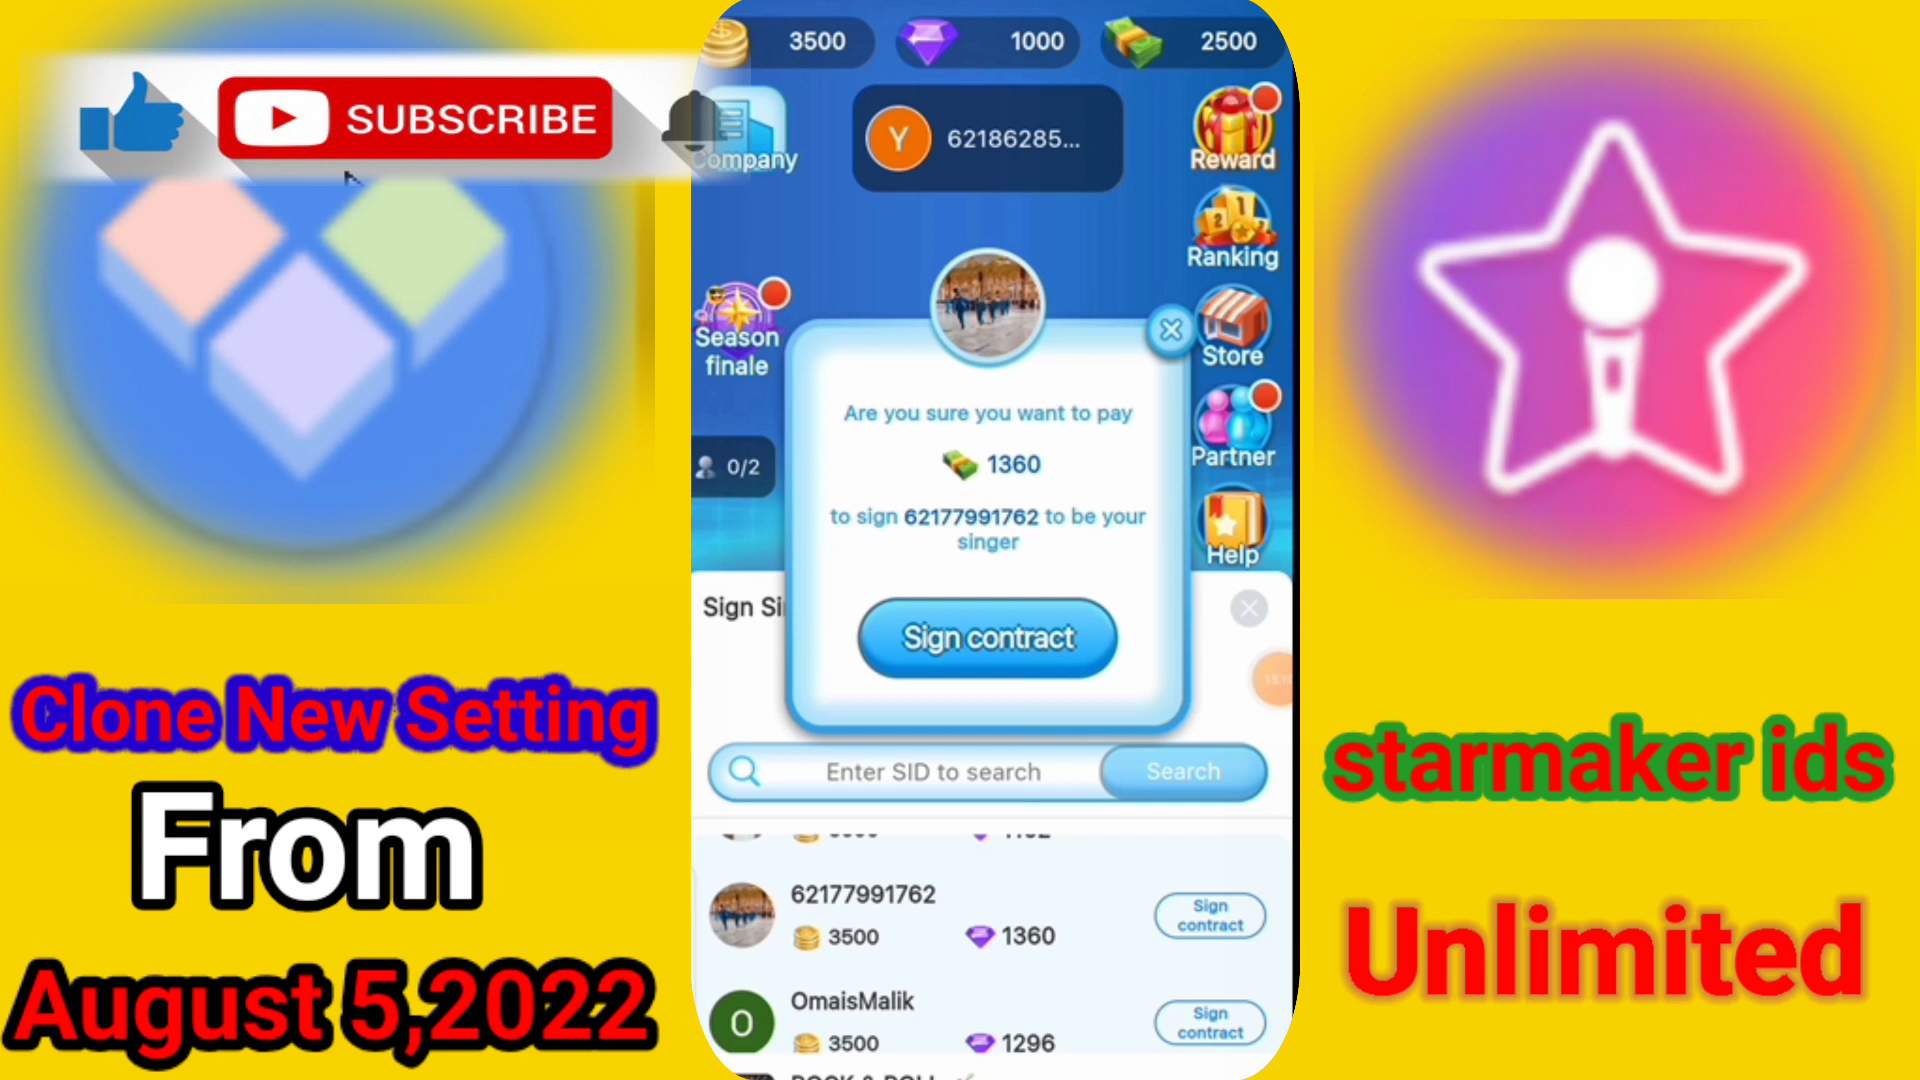 3500
1000
2500
SUBSCRIBE
Company
Y
62186285...
Reward
Ranking
Season
finale
Store
Are you sure you want to pay
1360
Partner
0/2
to sign 62177991762 to be your
singer
Help
Sign contract
Clone New Setting
From
August 5,2022
Enter SID to search
Search
62177991762
3500
1360
Sign
contract
O
OmaisMalik
3500
1296
Sign
contract
starmaker ids
Unlimited